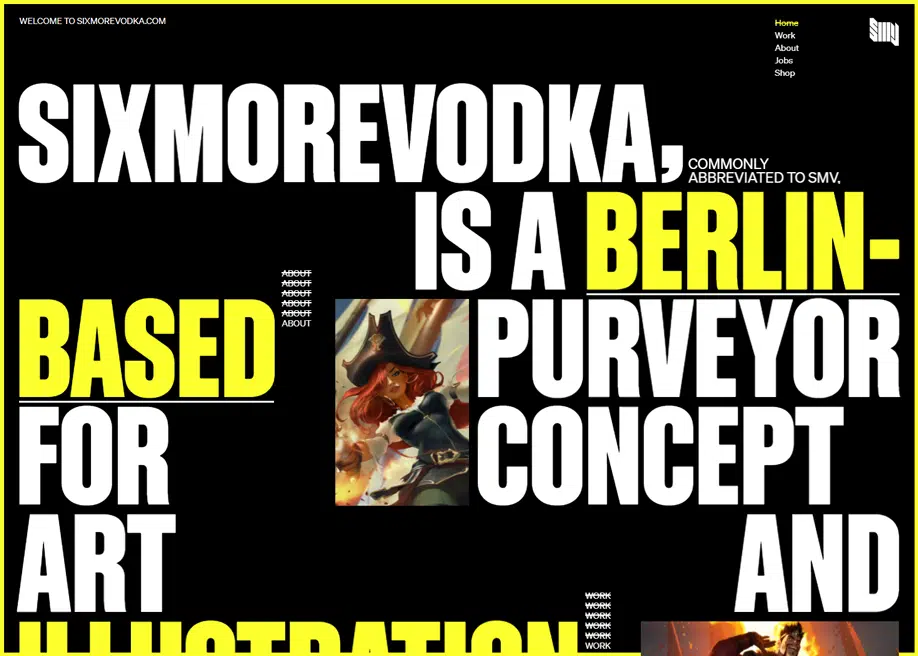 WELCOME TO SIXMOREVODKA.COM
Home
Work
About
Jobs
Shop
SMV
SIXMOREVODKA,
COMMONLY
ABBREVIATED TO SMV,
IS A BERLIN-
ABOUT
ABOUT
ABOUT
ABOUT
ABOUT
ABOUT
BASED PURVEYOR
FOR CONCEPT
ART AND
WORK
WORK
WORK
WORK
WORK
WORK
ILLUSTRATION